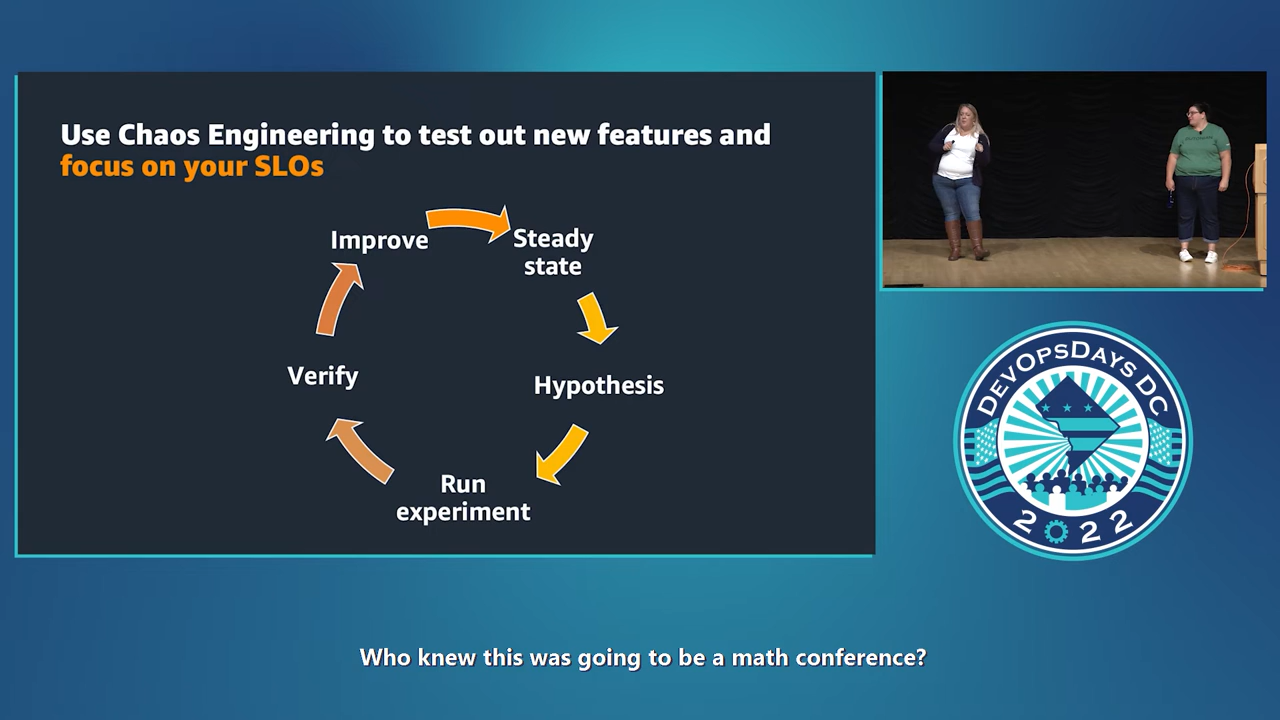 Use Chaos Engineering to test out new features and
focus on your SLOs
Improve
Steady
state
Hypothesis
Run
experiment
Verify
DEVOPSDAYS DC
2022
Who knew this was going to be a math conference?